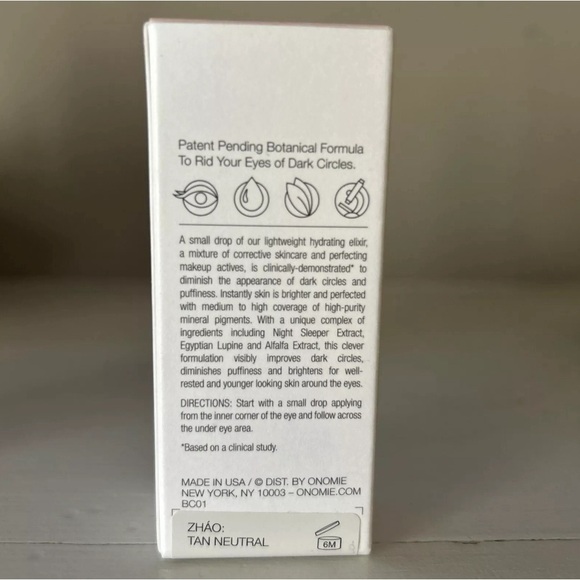 Patent Pending Botanical Formula
To Rid Your Eyes of Dark Circles.
A small drop of our lightweight hydrating elixir,
a mixture of corrective skincare and perfecting
makeup actives, is clinically-demonstrated* to
diminish the appearance of dark circles and
puffiness. Instantly skin is brighter and perfected
with medium to high coverage of high-purity
mineral pigments. With a unique complex of
ingredients including Night Sleeper Extract,
Egyptian Lupine and Alfalfa Extract, this clever
formulation visibly improves dark circles,
diminishes puffiness and brightens for well-
rested and younger looking skin around the eyes.
DIRECTIONS: Start with a small drop applying
from the inner corner of the eye and follow across
the under eye area.
*Based on a clinical study.
MADE IN USA / © DIST. BY ONOMIE
NEW YORK, NY 10003 – ONOMIE.COM
BC01
ZHÁO:
TAN NEUTRAL
6M